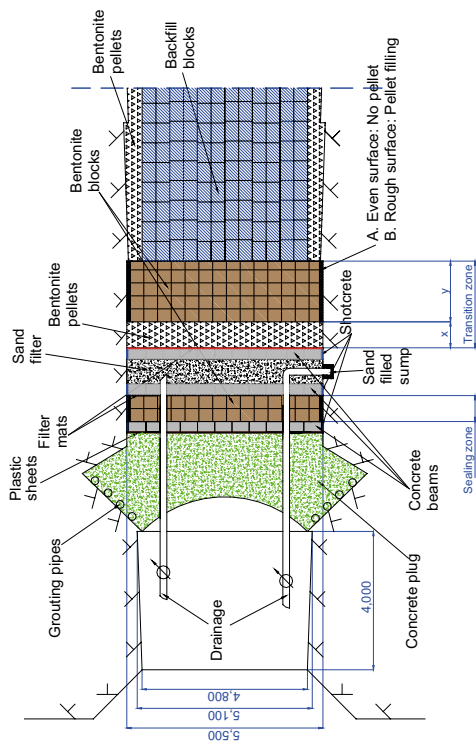 Grouting pipes
Plastic
sheets
Filter
mats
Sand
filter
Bentonite
pellets
Bentonite
blocks
Bentonite
pellets
Backfill
blocks
Drainage
4,000
4,800
5,100
5,500
Concrete plug
Concrete
beams
Sand filled
sump
Shotcrete
A. Even surface: No pellet
B. Rough surface: Pellet filling
Sealing zone
x
y
Transition zone